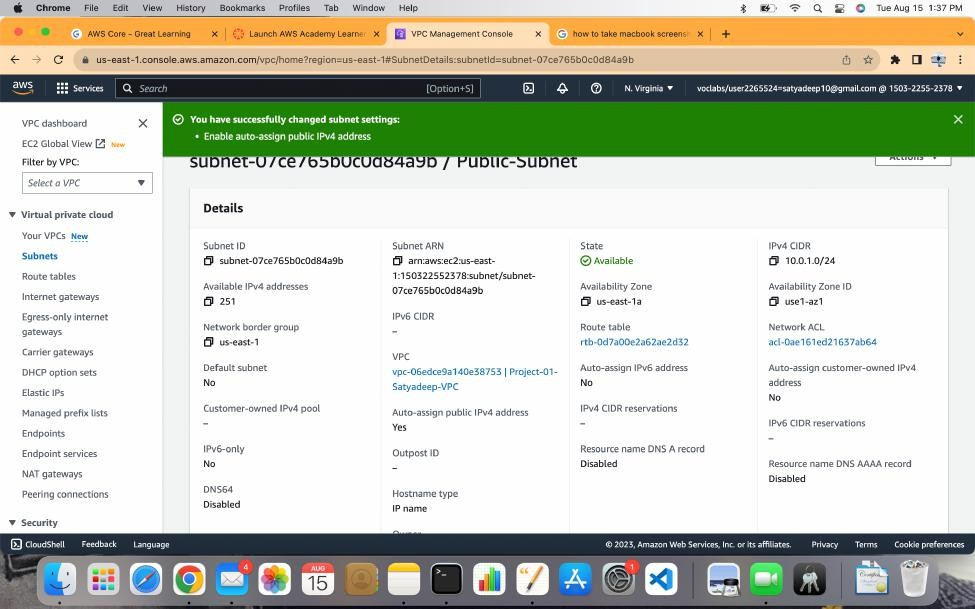 Chrome File Edit View History Bookmarks Profiles Tab Window Help Tue Aug 15 1:37 PM
AWS Core – Great Learning Launch AWS Academy Learner VPC Management Console how to take macbook screensh
us-east-1.console.aws.amazon.com/vpc/home?region=us-east-1#SubnetDetails:subnetId=subnet-07ce765b0c0d84a9b
aws Services Search [Option+S] N. Virginia voclabs/user2265524=satyadeep10@gmail.com @ 1503-2255-2378
You have successfully changed subnet settings:
• Enable auto-assign public IPv4 address
VPC dashboard
EC2 Global View New
Filter by VPC:
Select a VPC
Virtual private cloud
Your VPCs New
Subnets
Route tables
Internet gateways
Egress-only internet
gateways
Carrier gateways
DHCP option sets
Elastic IPs
Managed prefix lists
Endpoints
Endpoint services
NAT gateways
Peering connections
Security
subnet-07ce765b0c0d84a9b / Public-Subnet
Actions
Details
Subnet ID
subnet-07ce765b0c0d84a9b
Available IPv4 addresses
251
Network border group
us-east-1
Default subnet
No
Customer-owned IPv4 pool
–
IPv6-only
No
DNS64
Disabled
Subnet ARN
arn:aws:ec2:us-east-
1:150322552378:subnet/subnet-
07ce765b0c0d84a9b
IPv6 CIDR
–
VPC
vpc-06edce9a140e38753 | Project-01-
Satyadeep-VPC
Auto-assign public IPv4 address
Yes
Outpost ID
–
Hostname type
IP name
Owner
State
Available
Availability Zone
us-east-1a
Route table
rtb-0d7a00e2a62ae2d32
Auto-assign IPv6 address
No
IPv4 CIDR reservations
–
Resource name DNS A record
Disabled
IPv4 CIDR
10.0.1.0/24
Availability Zone ID
use1-az1
Network ACL
acl-0ae161ed21637ab64
Auto-assign customer-owned IPv4
address
No
IPv6 CIDR reservations
–
Resource name DNS AAAA record
Disabled
CloudShell Feedback Language © 2023, Amazon Web Services, Inc. or its affiliates. Privacy Terms Cookie preferences
4
AUG
15
1